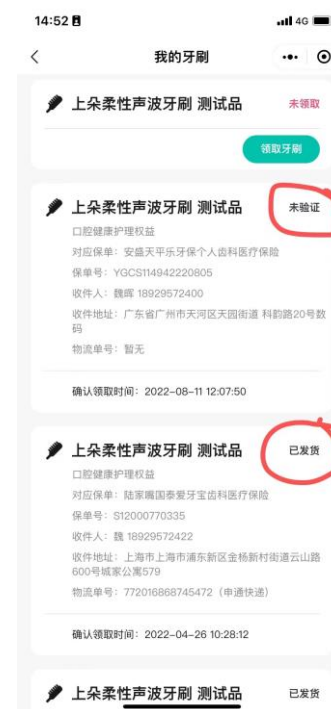 14:52
4G
我的牙刷
上朵柔性声波牙刷 测试品
未领取
领取牙刷
上朵柔性声波牙刷 测试品
未验证
口腔健康护理权益
对应保单：安盛天平乐牙保个人齿科医疗保险
保单号：YGCS114942220805
收件人：魏晖 18929572400
收件地址：广东省广州市天河区天园街道 科韵路20号数
码
物流单号：暂无
确认领取时间：2022-08-11 12:07:50
上朵柔性声波牙刷 测试品
已发货
口腔健康护理权益
对应保单：陆家嘴国泰爱牙宝齿科医疗保险
保单号：S12000770335
收件人：魏 18929572422
收件地址：上海市上海市浦东新区金杨新村街道云山路
600号城家公寓579
物流单号：772016868745472（申通快递）
确认领取时间：2022-04-26 10:28:12
上朵柔性声波牙刷 测试品
已发货